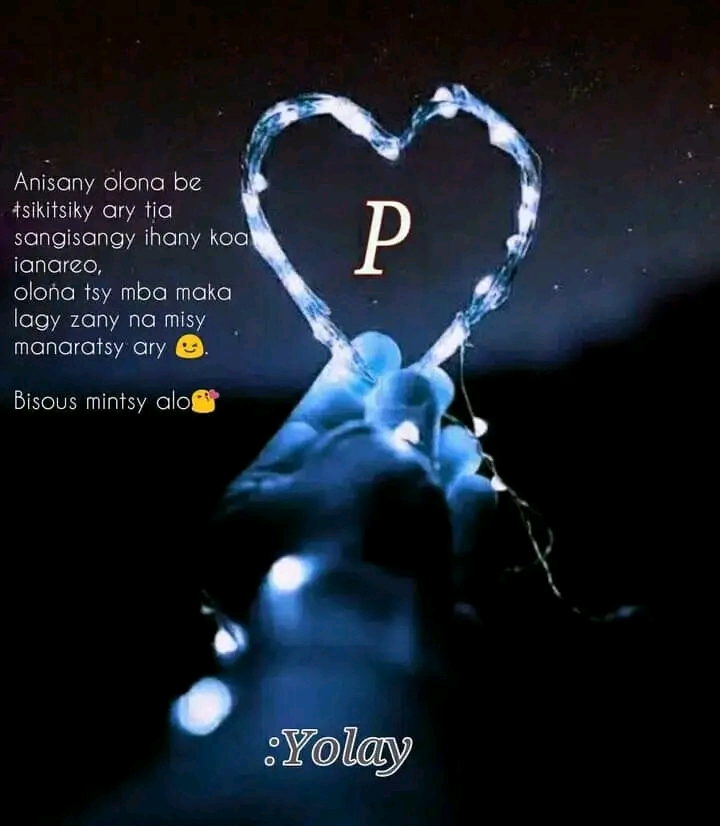 Anisany olona be
tsikitsiky ary tia
sangisangy ihany koa
ianareo,
olona tsy mba maka
lagy zany na misy
manaratsy ary 😉.
Bisous mintsy alo😘
P
:Yolay